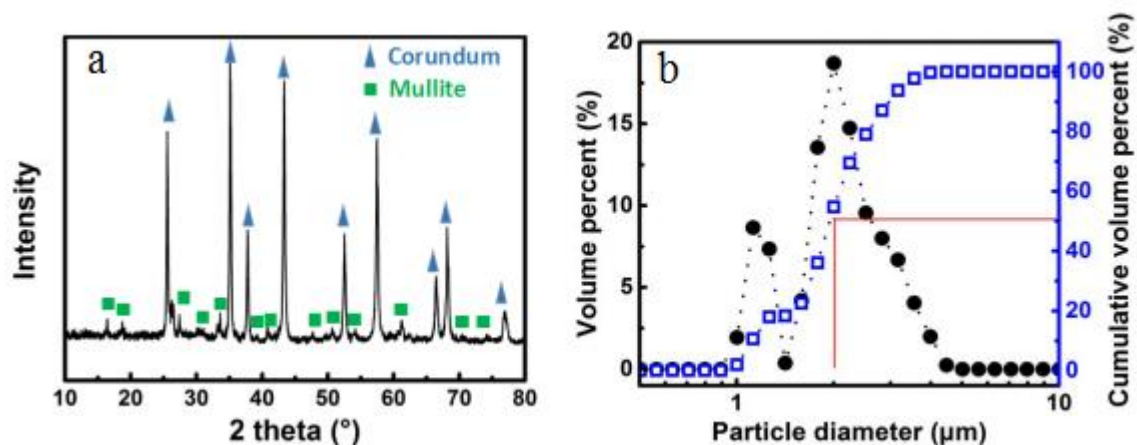 a
Corundum
Mullite
Intensity
10 20 30 40 50 60 70 80
2 theta (°)
b
Volume percent (%)
20
15
10
5
0
Cumulative volume percent (%)
100
80
60
40
20
0
1 10
Particle diameter (µm)